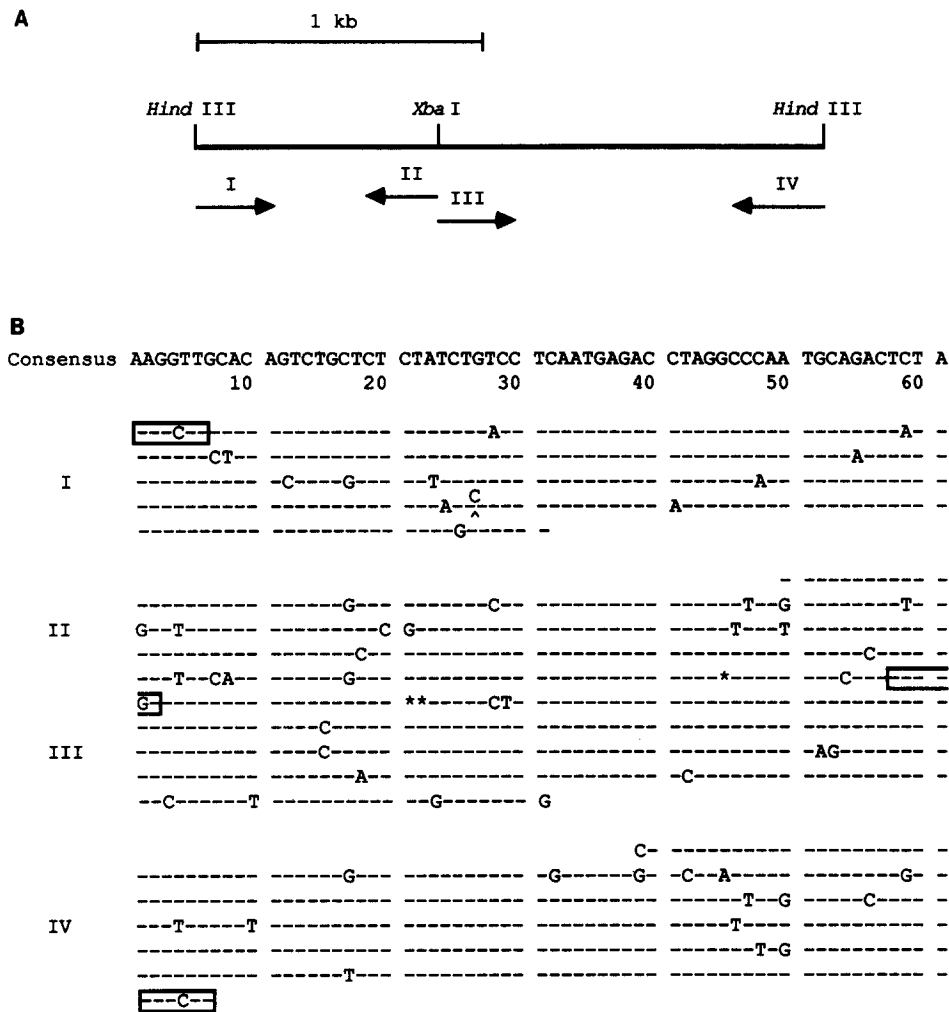 A
1 kb
Hind III Xba I Hind III
I II III IV
B
Consensus AAGGTTGCAC AGTCTGCTCT CTATCTGTCC TCAATGAGAC CTAGGCCCAA TGCAGACTCT A
10 20 30 40 50 60
---C------ ---------- -------A-- ---------- ---------- --------A- -
------CT-- ---------- ---------- ---------- ---------- ----A----- -
I ---------- -C----G--- --T------- ---------- -------A-- ---------- -
C
---------- ---------- ---A------ ---------- A--------- ---------- -
^
---------- ---------- ----G----- -
- ---------- -
---------- ------G--- -------C-- ---------- ------T--G --------T- -
II G--T------ ---------C G--------- ---------- -----T---T ---------- -
---------- -------C-- ---------- ---------- ---------- -----C---- -
---T--CA-- ------G--- ---------- ---------- ----*----- ---C------ -
G--------- ---------- **-----CT- ---------- ---------- ---------- -
---------- ----C----- ---------- ---------- ---------- ---------- -
III ---------- ----C----- ---------- ---------- ---------- -AG------- -
---------- -------A-- ---------- ---------- -C-------- ---------- -
--C------T ---------- --G------- G
C- ---------- ---------- -
---------- ------G--- ---------- -G------G- -C--A----- --------G- -
---------- ---------- ---------- ---------- ------T--G -----C---- -
IV ---T-----T ---------- ---------- ---------- -----T---- ---------- -
---------- ---------- ---------- ---------- -------T-G ---------- -
---------- ------T--- ---------- ---------- ---------- ---------- -
---C--